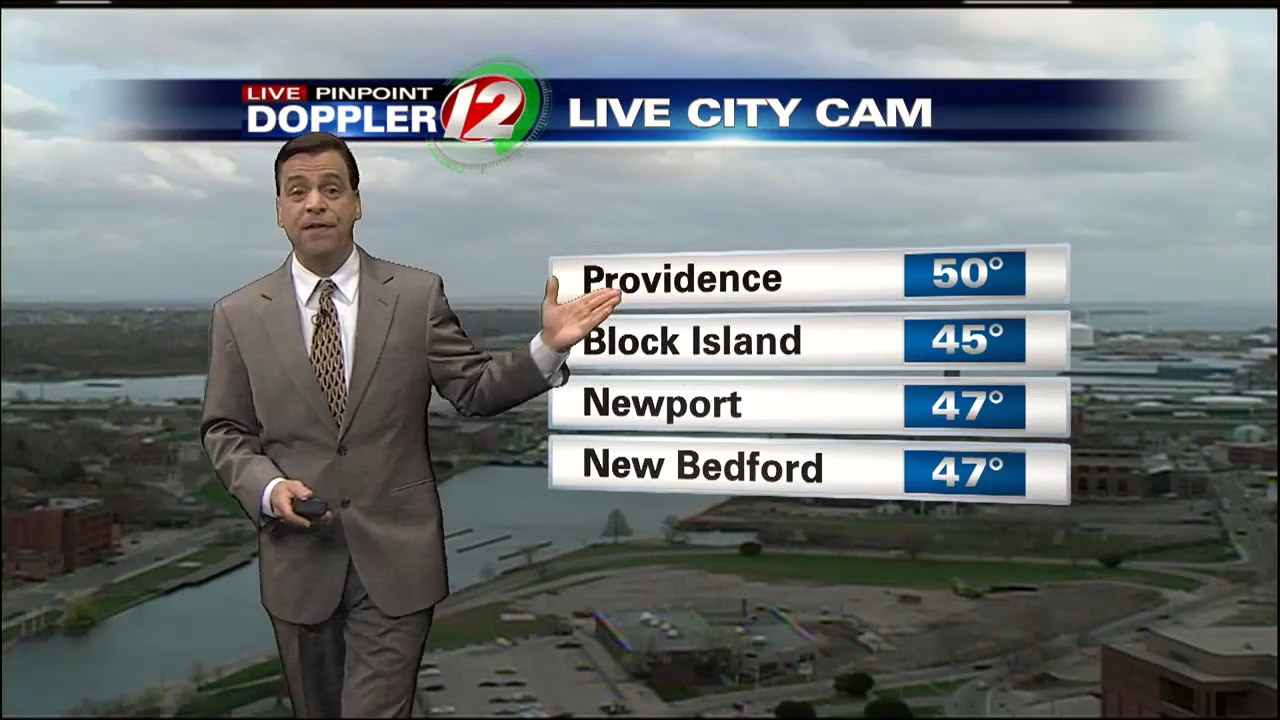 LIVE PINPOINT
DOPPLER 12
LIVE CITY CAM
Providence 50°
Block Island 45°
Newport 47°
New Bedford 47°